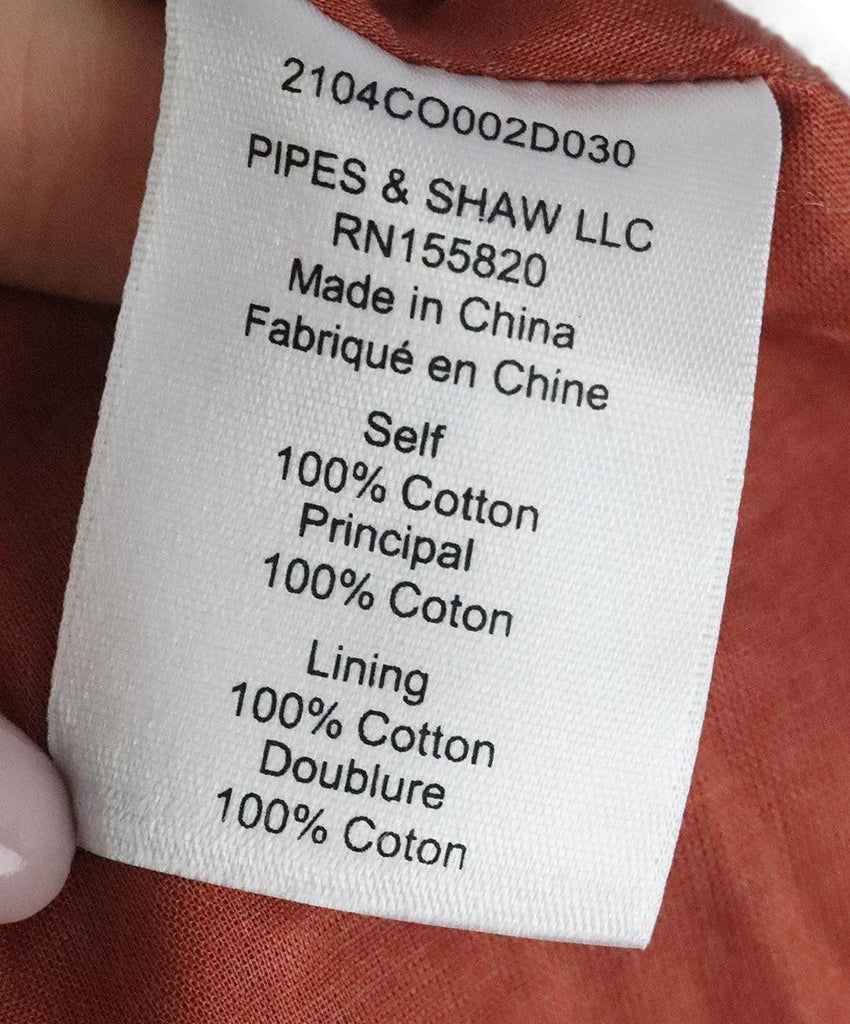 2104CO002D030
PIPES & SHAW LLC
RN155820
Made in China
Fabriqué en Chine
Self
100% Cotton
Principal
100% Coton
Lining
100% Cotton
Doublure
100% Coton